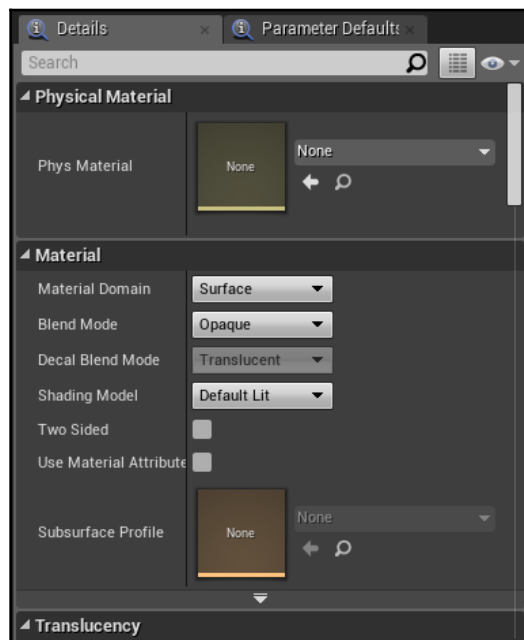 Details
Parameter Defaults
Search
Physical Material
Phys Material
None
None
Material
Material Domain
Surface
Blend Mode
Opaque
Decal Blend Mode
Translucent
Shading Model
Default Lit
Two Sided
Use Material Attribute
Subsurface Profile
None
None
Translucency